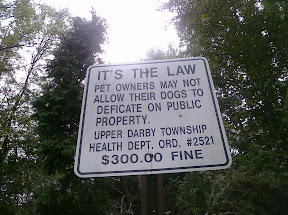 IT'S THE LAW
PET OWNERS MAY NOT
ALLOW THEIR DOGS TO
DEFICATE ON PUBLIC
PROPERTY.
UPPER DARBY TOWNSHIP
HEALTH DEPT. ORD. #2521
$300.00 FINE